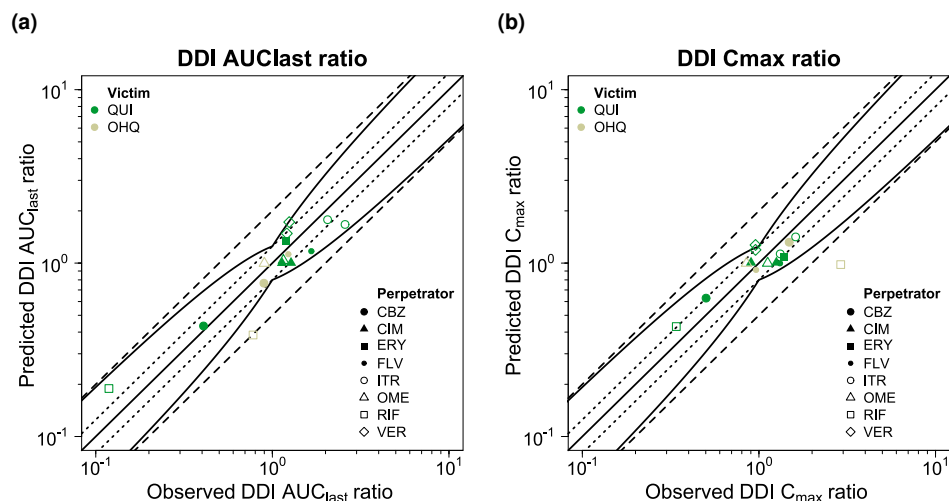 (a)
DDI AUClast ratio
Victim
QUI
OHQ
Perpetrator
CBZ
CIM
ERY
FLV
ITR
OME
RIF
VER
10¹
10⁰
10⁻¹
Predicted DDI AUClast ratio
10⁻¹ 10⁰ 10¹
Observed DDI AUClast ratio
(b)
DDI Cmax ratio
Victim
QUI
OHQ
Perpetrator
CBZ
CIM
ERY
FLV
ITR
OME
RIF
VER
10¹
10⁰
10⁻¹
Predicted DDI Cmax ratio
10⁻¹ 10⁰ 10¹
Observed DDI Cmax ratio